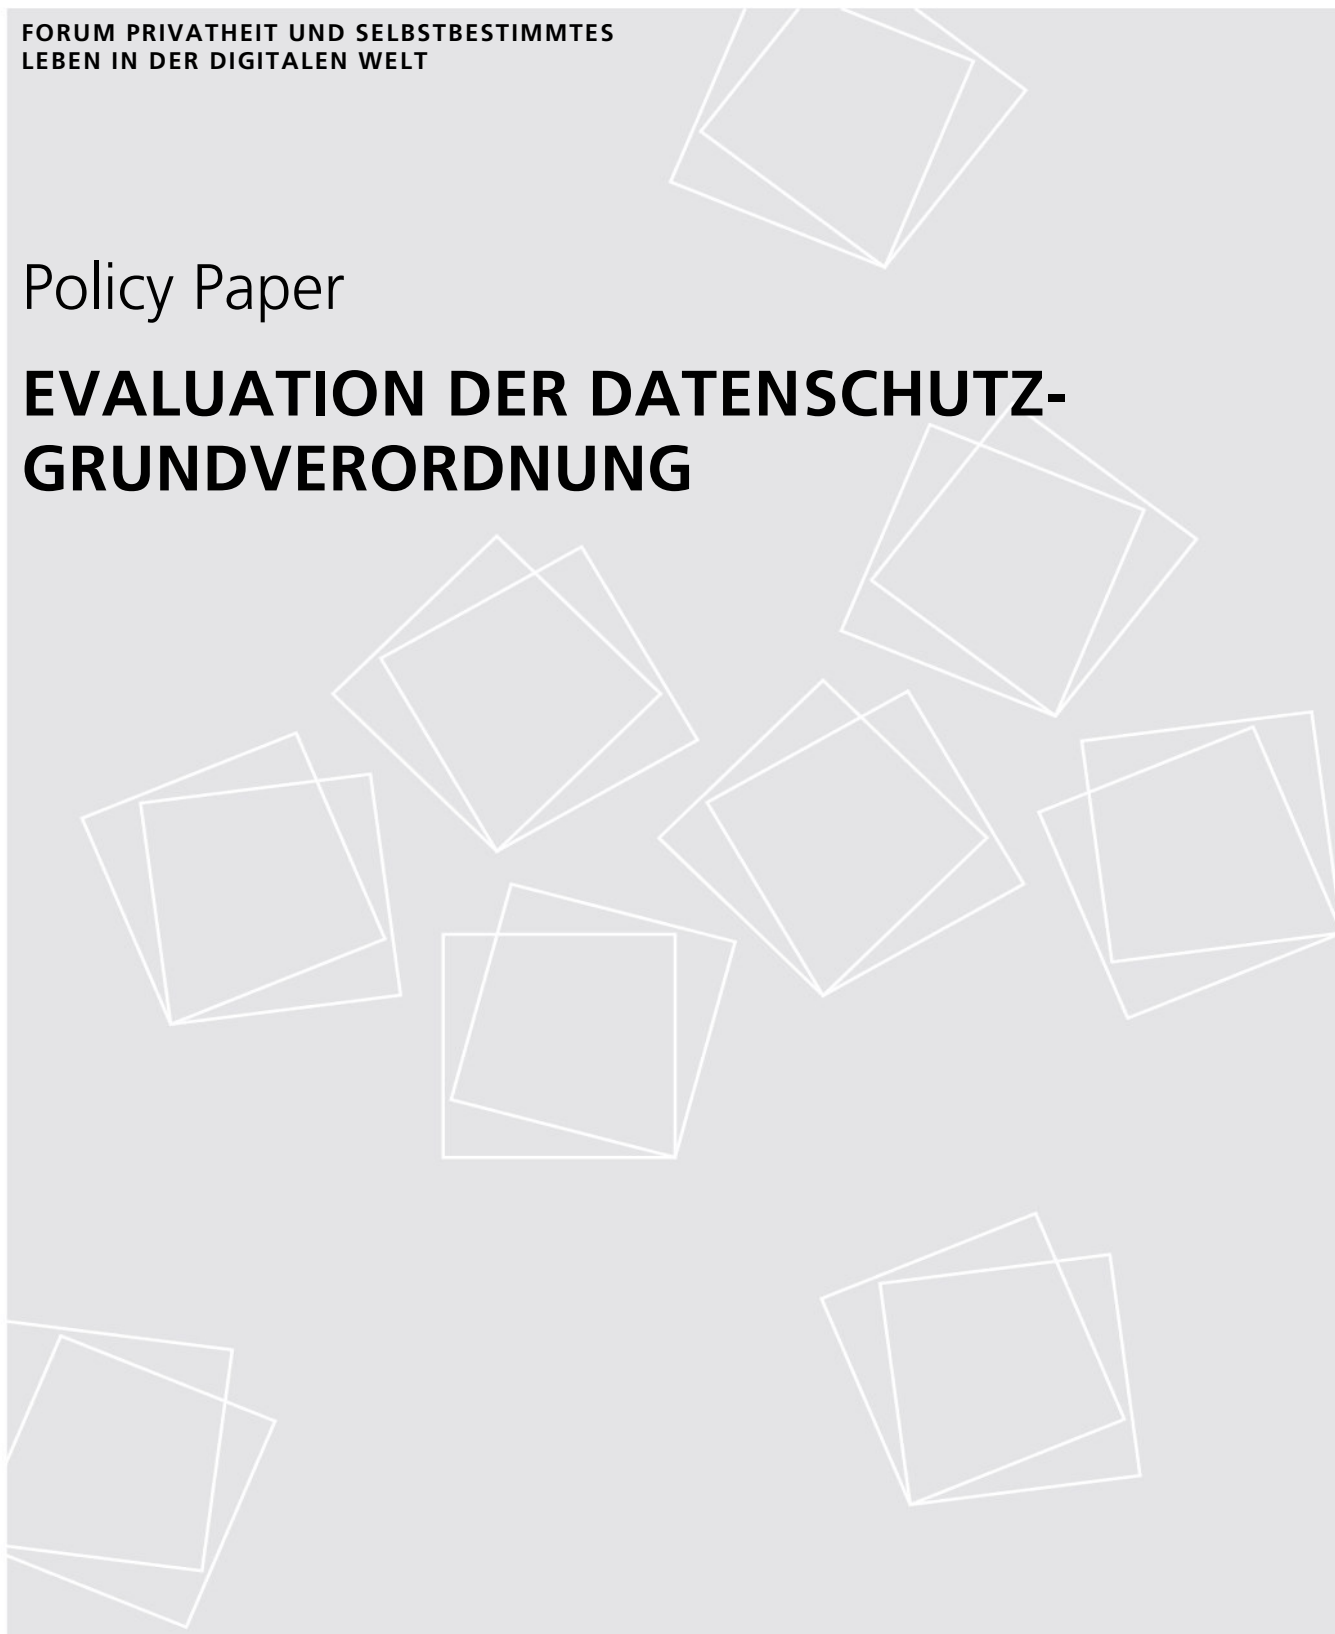 FORUM PRIVATHEIT UND SELBSTBESTIMMTES
LEBEN IN DER DIGITALEN WELT
Policy Paper
EVALUATION DER DATENSCHUTZ-
GRUNDVERORDNUNG